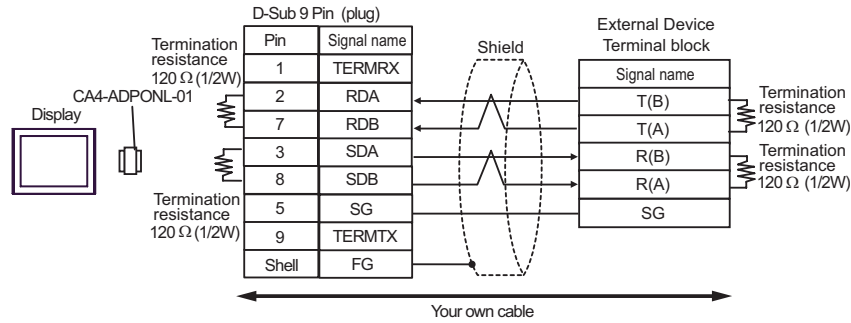 D-Sub 9 Pin (plug)
External Device
Terminal block
Termination
resistance
120 Ω (1/2W)
Pin
Signal name
Shield
Signal name
1
TERMRX
CA4-ADPONL-01
Display
2
RDA
T(B)
Termination
resistance
120 Ω (1/2W)
7
RDB
T(A)
3
SDA
R(B)
Termination
resistance
120 Ω (1/2W)
8
SDB
R(A)
Termination
resistance
120 Ω (1/2W)
5
SG
SG
9
TERMTX
Shell
FG
Your own cable